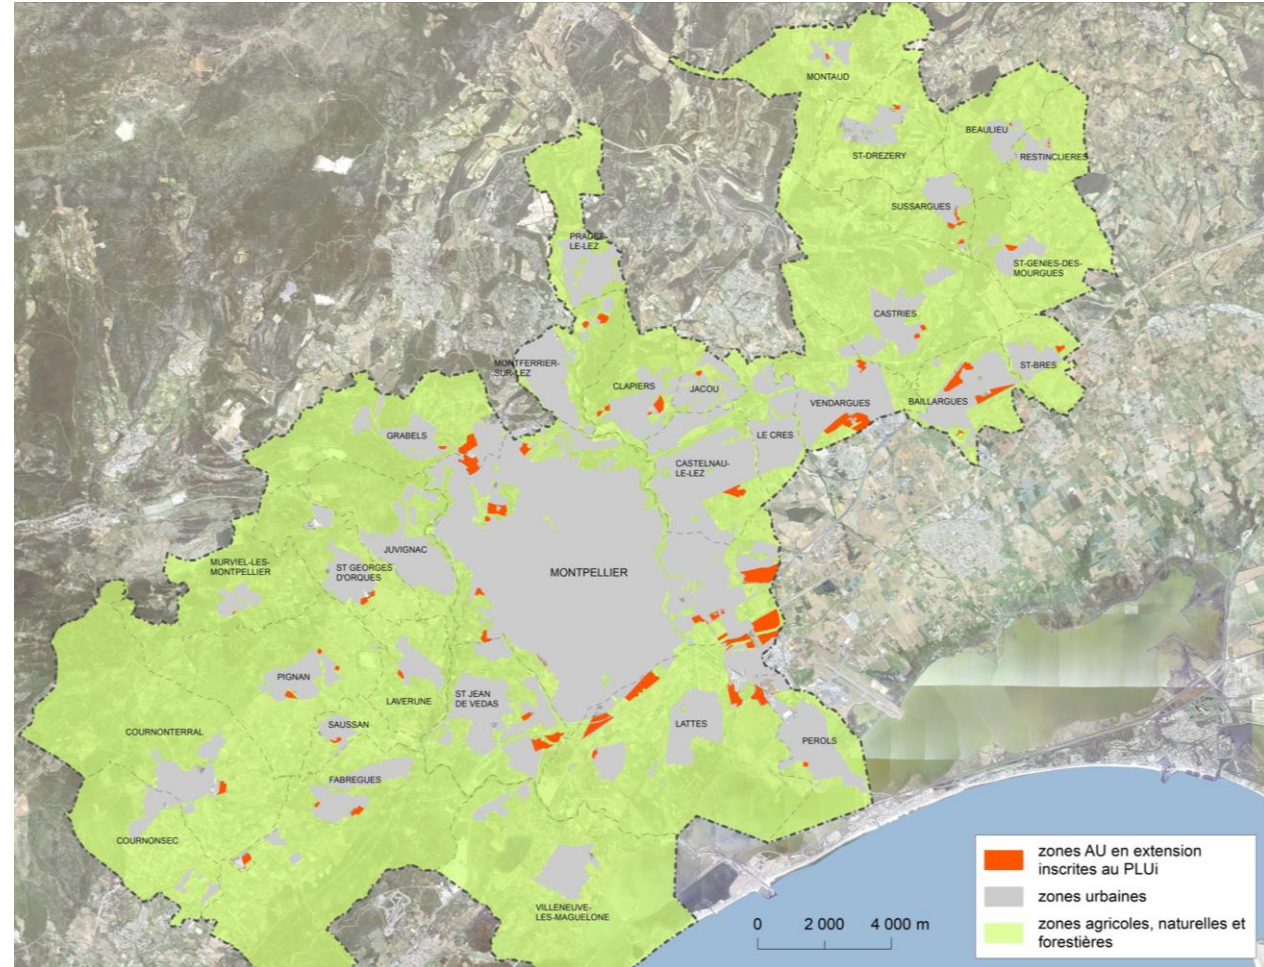 MONTAUD
BEAULIEU
ST-DREZERY
RESTINCLIERES
SUSSARGUES
PRADES-
LE-LEZ
ST-GENIES-DES-
MOURGUES
CASTRIES
MONTFERRIER-
SUR-LEZ
ST-BRES
CLAPIERS
JACOU
VENDARGUES
BAILLARGUES
GRABELS
LE CRES
CASTELNAU-
LE-LEZ
JUVIGNAC
MURVIEL-LES-
MONTPELLIER
ST GEORGES
D'ORQUES
MONTPELLIER
PIGNAN
LAVERUNE
ST JEAN
DE VEDAS
SAUSSAN
LATTES
COURNONTERRAL
PEROLS
FABREGUES
COURNONSEC
VILLENEUVE-
LES-MAGUELONE
0 2 000 4 000 m
zones AU en extension
inscrites au PLUi
zones urbaines
zones agricoles, naturelles et
forestières